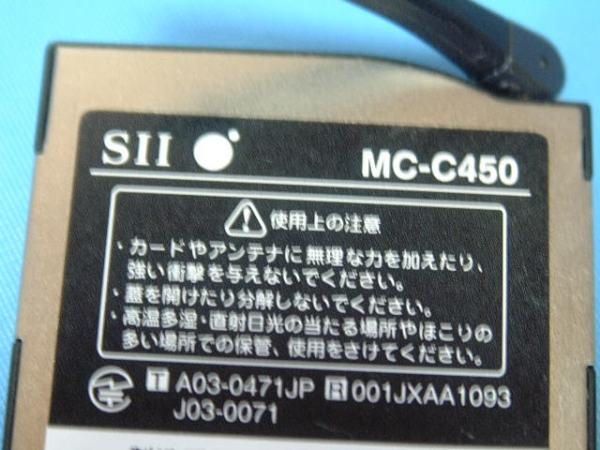 SII
MC-C450
使用上の注意
・カードやアンテナに無理な力を加えたり、
強い衝撃を与えないでください。
・蓋を開けたり分解しないでください。
・高温多湿・直射日光の当たる場所やほこりの
多い場所での保管、使用をさけてください。
T A03-0471JP R 001JXAA1093
J03-0071